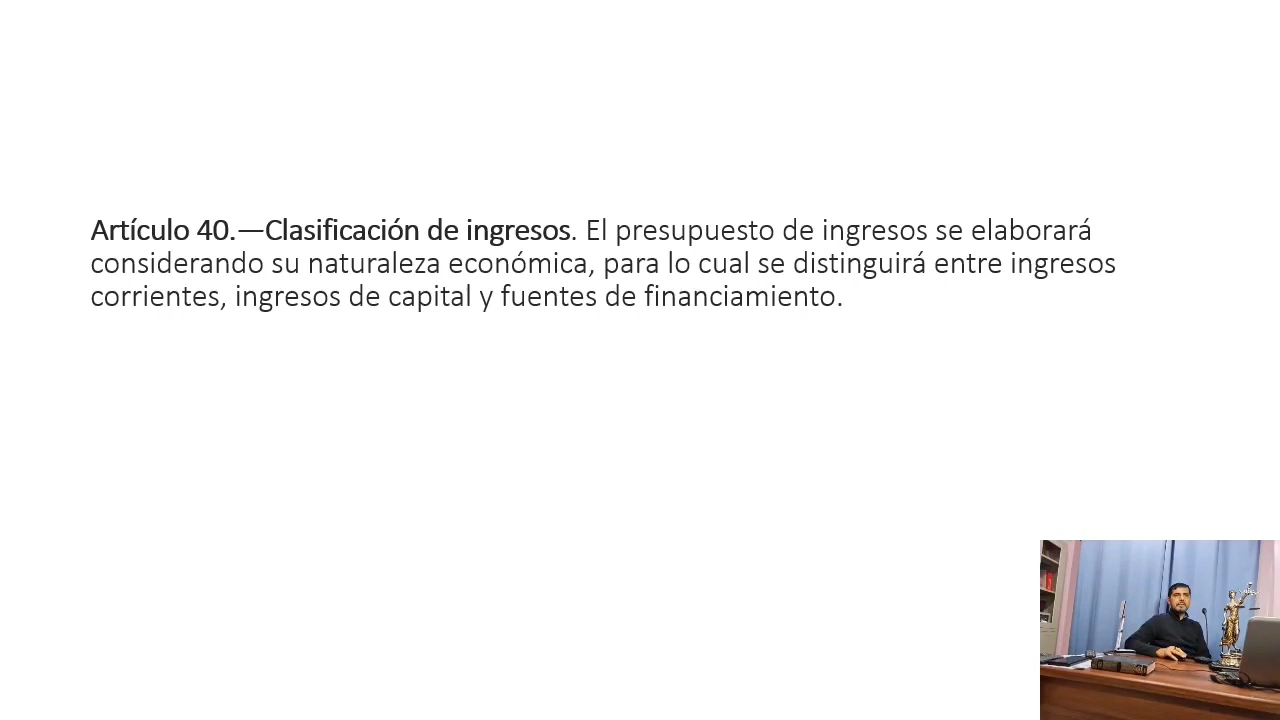 Artículo 40.—Clasificación de ingresos. El presupuesto de ingresos se elaborará
considerando su naturaleza económica, para lo cual se distinguirá entre ingresos
corrientes, ingresos de capital y fuentes de financiamiento.